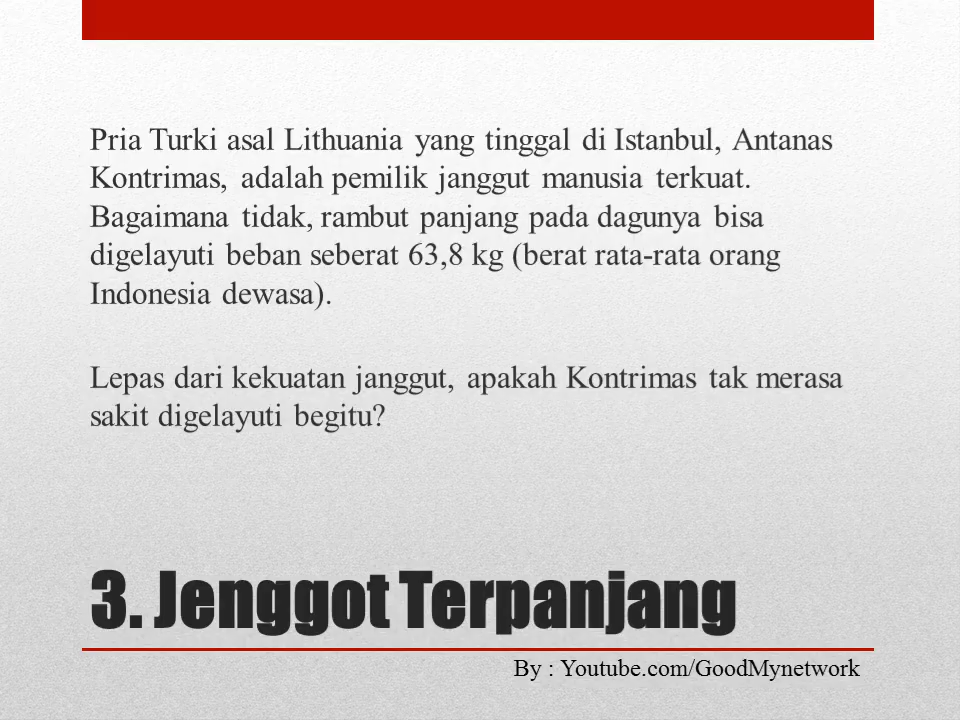 Pria Turki asal Lithuania yang tinggal di Istanbul, Antanas
Kontrimas, adalah pemilik janggut manusia terkuat.
Bagaimana tidak, rambut panjang pada dagunya bisa
digelayuti beban seberat 63,8 kg (berat rata-rata orang
Indonesia dewasa).
Lepas dari kekuatan janggut, apakah Kontrimas tak merasa
sakit digelayuti begitu?
3. Jenggot Terpanjang
By : Youtube.com/GoodMynetwork